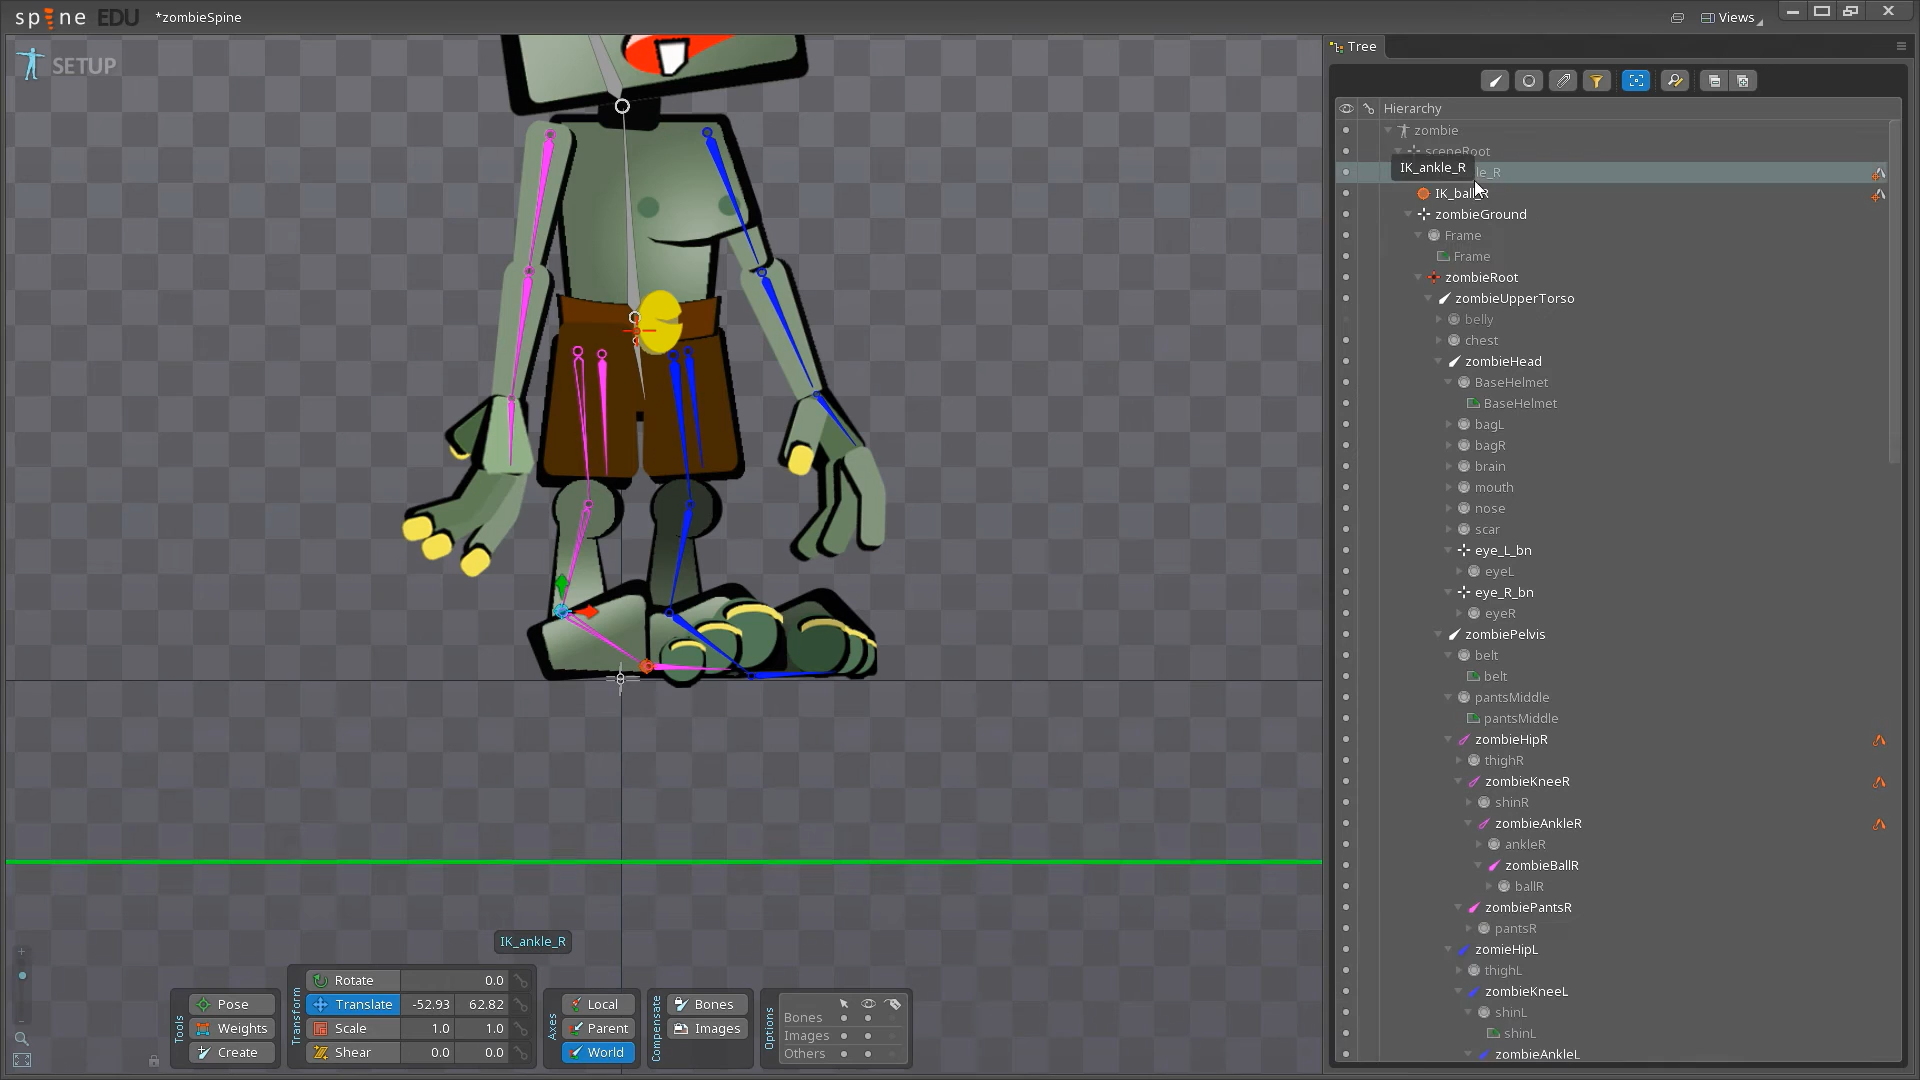 spine EDU
*zombieSpine
Views
SETUP
Tree
Hierarchy
zombie
sceneRoot
IK_ankle_R
le_R
IK_ball_R
zombieGround
Frame
Frame
zombieRoot
zombieUpperTorso
belly
chest
zombieHead
BaseHelmet
BaseHelmet
bagL
bagR
brain
mouth
nose
scar
eye_L_bn
eyeL
eye_R_bn
eyeR
zombiePelvis
belt
belt
pantsMiddle
pantsMiddle
zombieHipR
thighR
zombieKneeR
shinR
zombieAnkleR
ankleR
zombieBallR
ballR
zombiePantsR
pantsR
zomieHipL
thighL
zombieKneeL
shinL
shinL
zombieAnkleL
IK_ankle_R
Tools
Pose
Weights
Create
Transform
Rotate 0.0
Translate -52.93 62.82
Scale 1.0 1.0
Shear 0.0 0.0
Axes
Local
Parent
World
Compensate
Bones
Images
Options
Bones
Images
Others